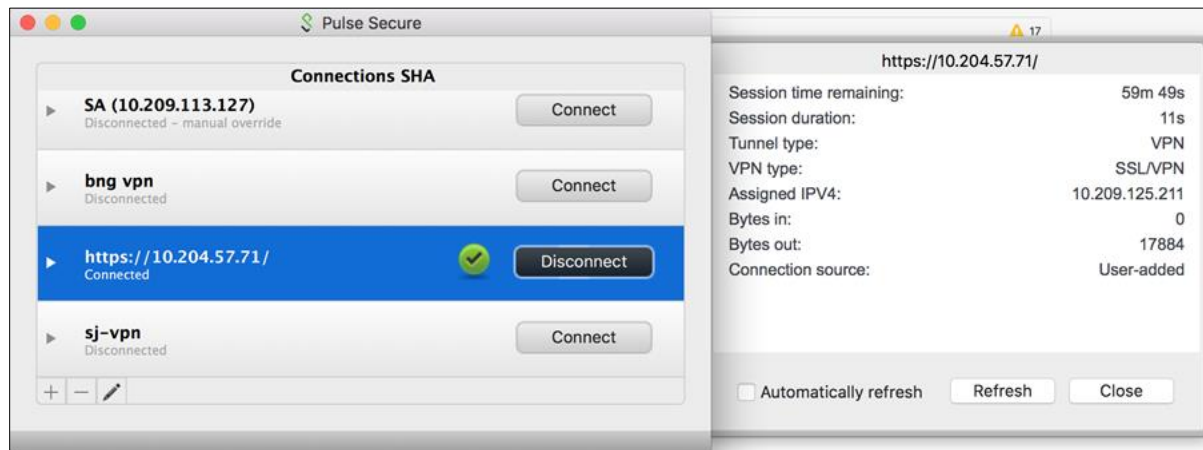 Pulse Secure
Connections SHA
SA (10.209.113.127)
Disconnected – manual override
Connect
bng vpn
Disconnected
Connect
https://10.204.57.71/
Connected
Disconnect
sj-vpn
Disconnected
Connect
17
https://10.204.57.71/
Session time remaining: 59m 49s
Session duration: 11s
Tunnel type: VPN
VPN type: SSL/VPN
Assigned IPV4: 10.209.125.211
Bytes in: 0
Bytes out: 17884
Connection source: User-added
Automatically refresh Refresh Close